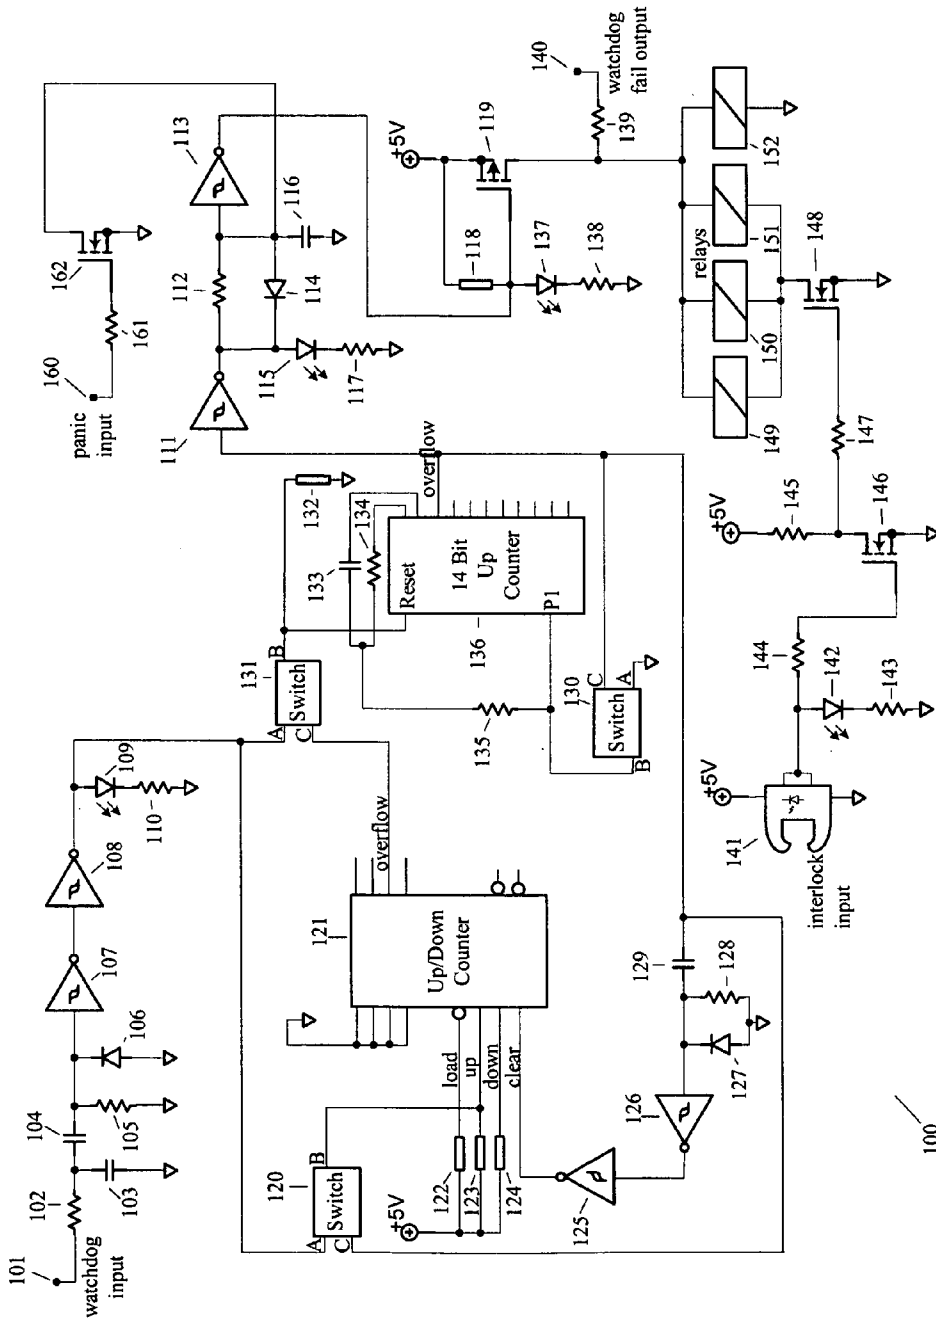 101
watchdog
input
102
103
104
105
106
107
108
109
110
panic
input
160
161
162
111
112
113
114
115
116
117
+5V
118
119
137
138
139
140
watchdog
fail output
120
Switch
A
B
C
121
Up/Down
Counter
overflow
load
up
down
clear
+5V
122
123
124
125
126
127
128
129
131
Switch
A
B
C
132
133
134
135
136
Reset
14 Bit
Up
Counter
P1
overflow
130
Switch
A
B
C
relays
149
150
151
152
148
147
+5V
145
146
144
142
143
+5V
141
interlock
input
100